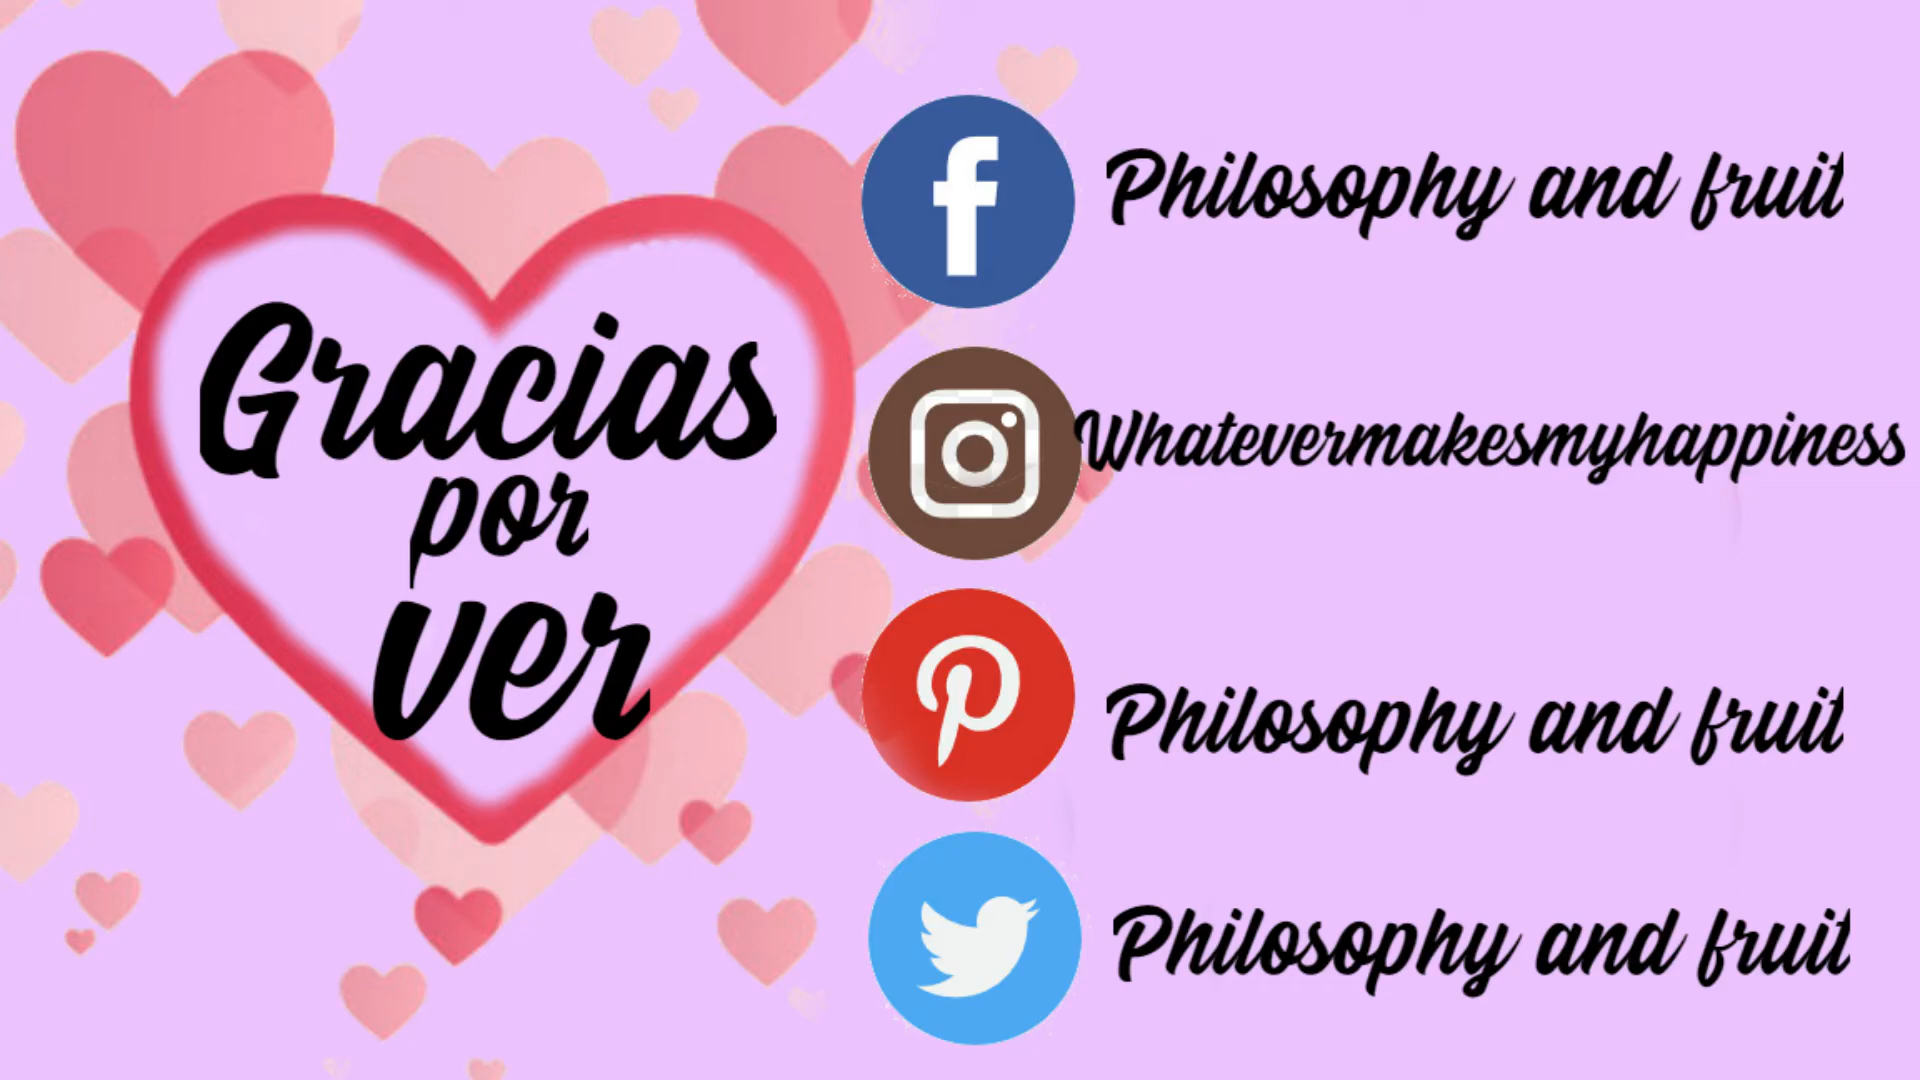 Gracias
por
ver
Philosophy and fruit
Whatevermakesmyhappiness
Philosophy and fruit
Philosophy and fruit